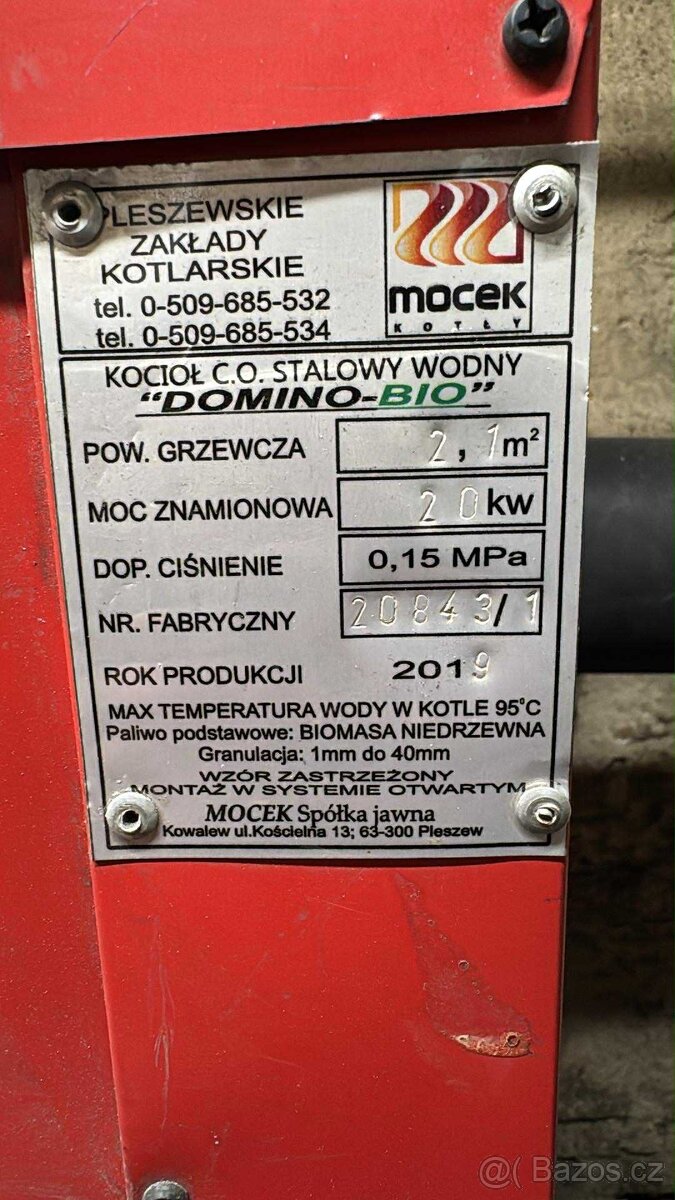 PLESZEWSKIE
ZAKŁADY
KOTLARSKIE
tel. 0-509-685-532
tel. 0-509-685-534
mocek
KOTŁY
KOCIOŁ C.O. STALOWY WODNY
"DOMINO-BIO"
POW. GRZEWCZA 2,1m²
MOC ZNAMIONOWA 20kw
DOP. CIŚNIENIE 0,15 MPa
NR. FABRYCZNY 20843/1
ROK PRODUKCJI 2019
MAX TEMPERATURA WODY W KOTLE 95°C
Paliwo podstawowe: BIOMASA NIEDRZEWNA
Granulacja: 1mm do 40mm
WZÓR ZASTRZEŻONY
MONTAŻ W SYSTEMIE OTWARTYM
MOCEK Spółka jawna
Kowalew ul.Kościelna 13; 63-300 Pleszew
@ Bazos.cz